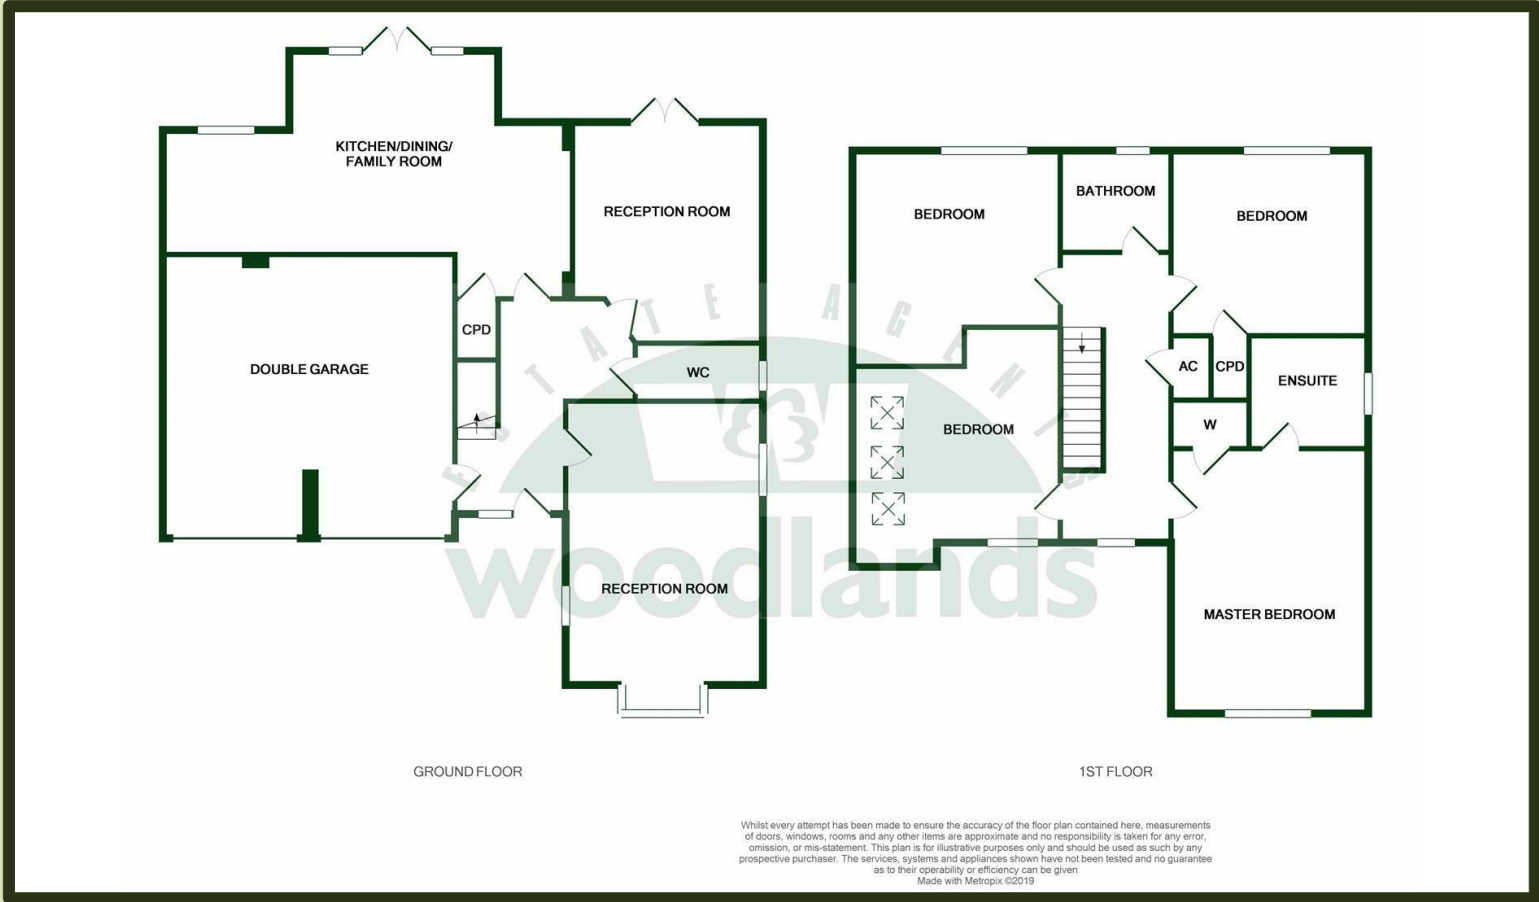 KITCHEN/DINING/
FAMILY ROOM
RECEPTION ROOM
CPD
DOUBLE GARAGE
WC
RECEPTION ROOM
GROUND FLOOR
BEDROOM
BATHROOM
BEDROOM
AC
CPD
ENSUITE
W
BEDROOM
MASTER BEDROOM
1ST FLOOR
ESTATE AGENTS
woodlands
Whilst every attempt has been made to ensure the accuracy of the floor plan contained here, measurements
of doors, windows, rooms and any other items are approximate and no responsibility is taken for any error,
omission, or mis-statement. This plan is for illustrative purposes only and should be used as such by any
prospective purchaser. The services, systems and appliances shown have not been tested and no guarantee
as to their operability or efficiency can be given
Made with Metropix ©2019